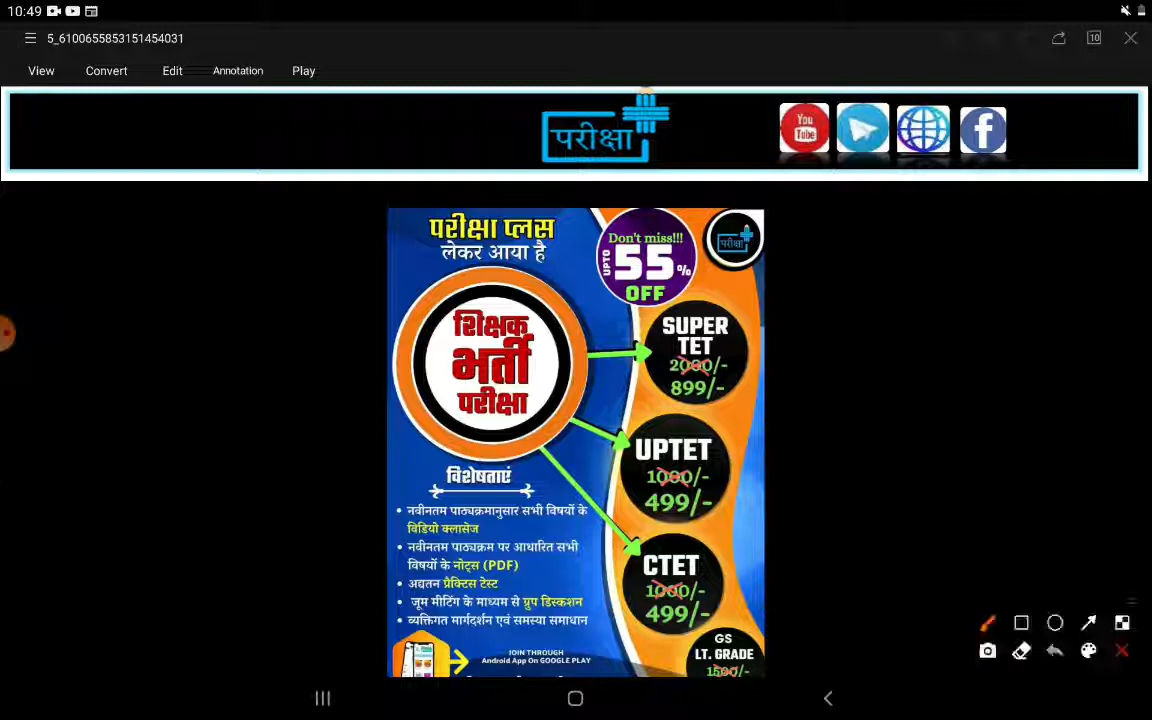 10:49
5_6100655853151454031
10
View Convert Edit Annotation Play
परीक्षा
You
Tube
परीक्षा प्लस
लेकर आया है
Don't miss!!!
UPTO
55%
OFF
परीक्षा
शिक्षक
भर्ती
परीक्षा
SUPER
TET
2000/-
899/-
UPTET
1000/-
499/-
CTET
1000/-
499/-
विशेषताएं
• नवीनतम पाठ्यक्रमानुसार सभी विषयों के
विडियो क्लासेज
• नवीनतम पाठ्यक्रम पर आधारित सभी
विषयों के नोट्स (PDF)
• अद्यतन प्रैक्टिस टेस्ट
• जूम मीटिंग के माध्यम से ग्रुप डिस्कशन
• व्यक्तिगत मार्गदर्शन एवं समस्या समाधान
JOIN THROUGH
Android App On GOOGLE PLAY
GS
LT. GRADE
1500/-